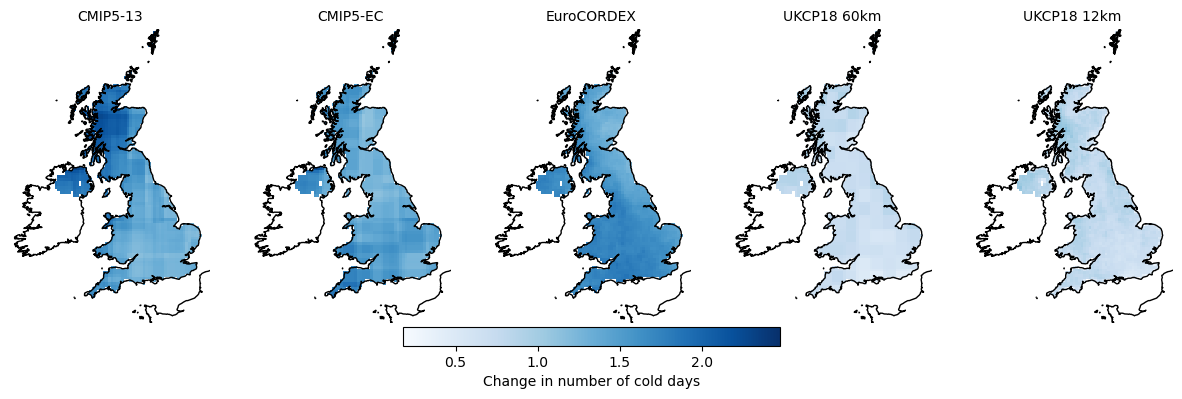 CMIP5-13
CMIP5-EC
EuroCORDEX
UKCP18 60km
UKCP18 12km
0.5
1.0
1.5
2.0
Change in number of cold days